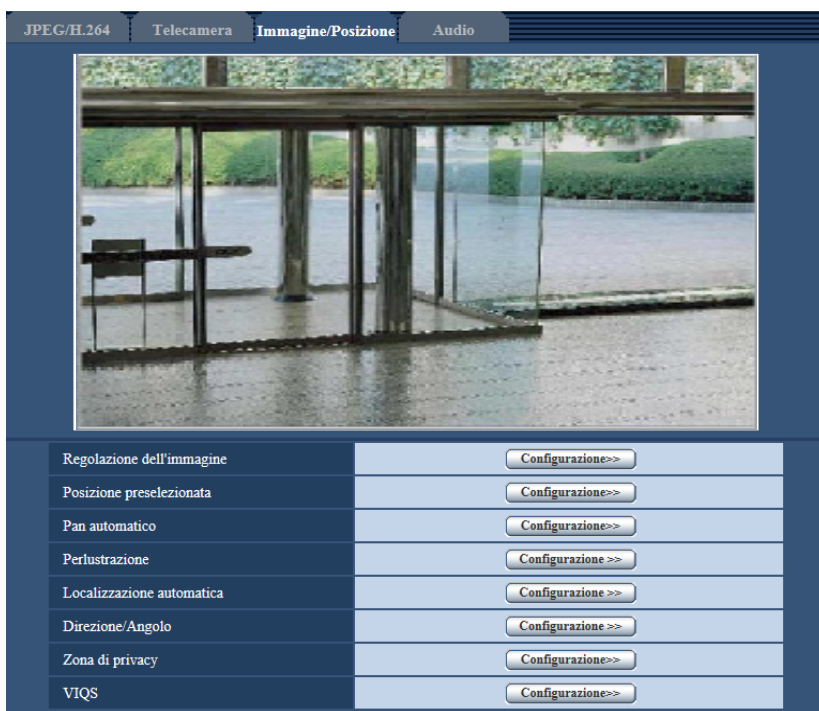 JPEG/H.264 Telecamera Immagine/Posizione Audio
Regolazione dell'immagine Configurazione>>
Posizione preselezionata Configurazione>>
Pan automatico Configurazione>>
Perlustrazione Configurazione >>
Localizzazione automatica Configurazione >>
Direzione/Angolo Configurazione >>
Zona di privacy Configurazione>>
VIQS Configurazione>>